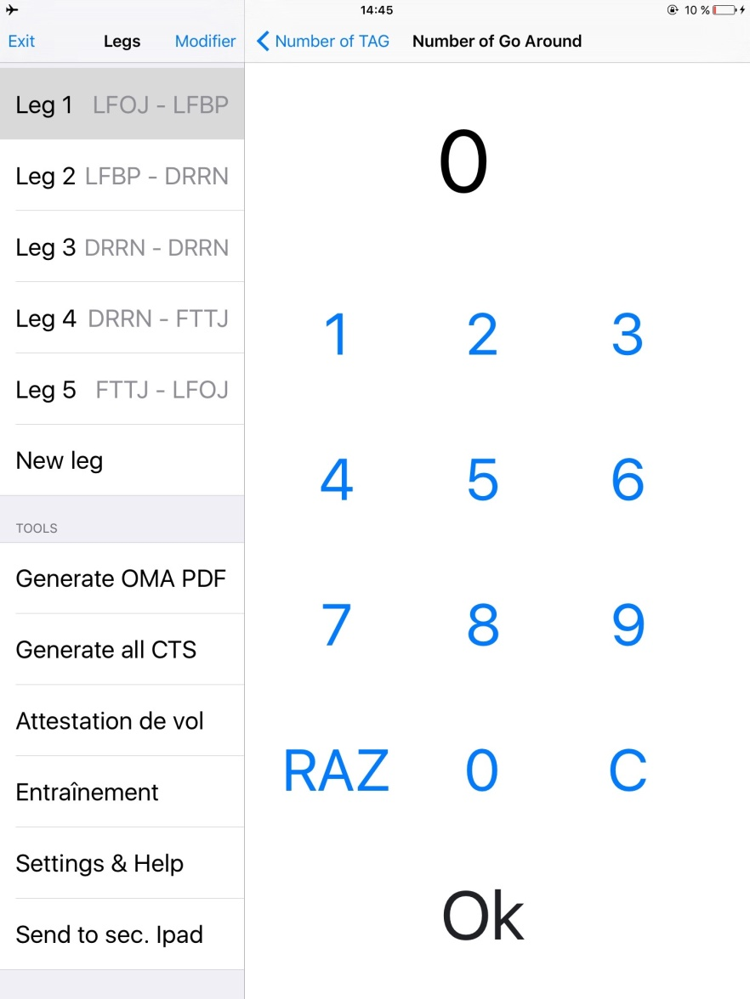 14:45
10 %
Exit
Legs
Modifier
Number of TAG
Number of Go Around
Leg 1 LFOJ - LFBP
Leg 2 LFBP - DRRN
Leg 3 DRRN - DRRN
Leg 4 DRRN - FTTJ
Leg 5 FTTJ - LFOJ
New leg
TOOLS
Generate OMA PDF
Generate all CTS
Attestation de vol
Entraînement
Settings & Help
Send to sec. Ipad
0
1 2 3
4 5 6
7 8 9
RAZ 0 C
Ok